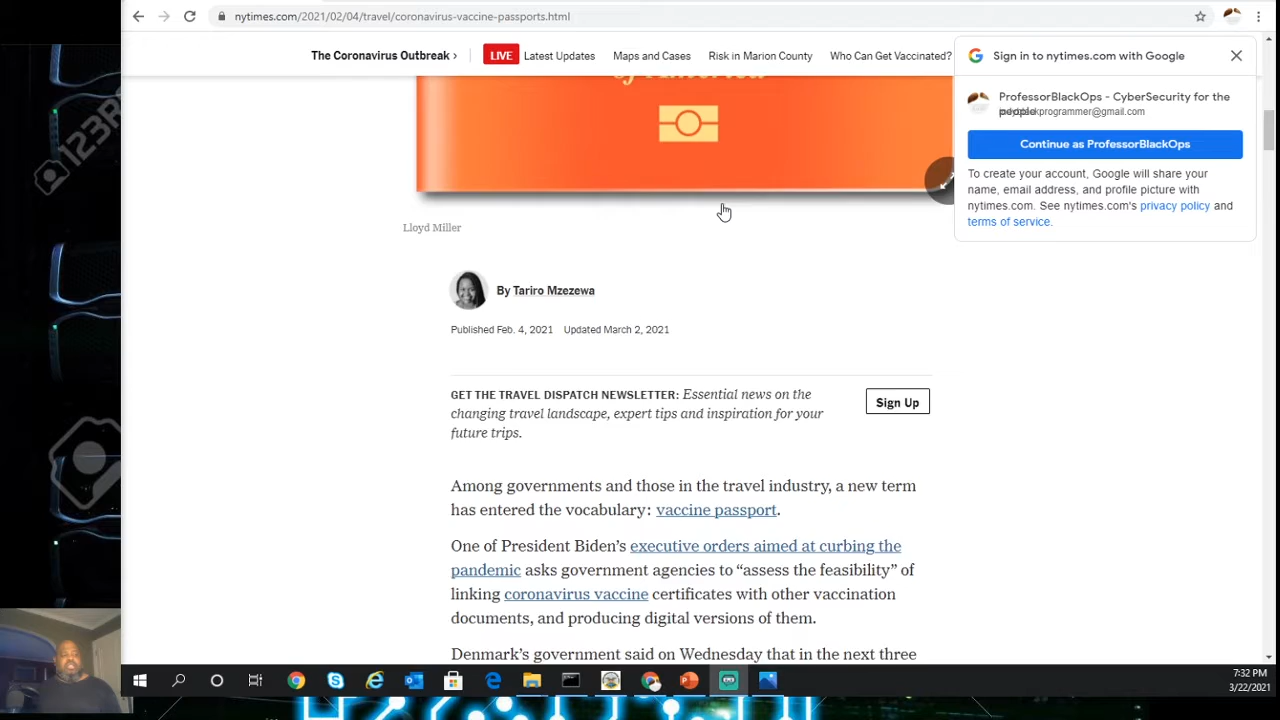 nytimes.com/2021/02/04/travel/coronavirus-vaccine-passports.html
The Coronavirus Outbreak ›
LIVE Latest Updates Maps and Cases Risk in Marion County Who Can Get Vaccinated?
Sign in to nytimes.com with Google
ProfessorBlackOps - CyberSecurity for the
people
programmer@gmail.com
Continue as ProfessorBlackOps
To create your account, Google will share your
name, email address, and profile picture with
nytimes.com. See nytimes.com's privacy policy and
terms of service.
of America
Lloyd Miller
By Tariro Mzezewa
Published Feb. 4, 2021 Updated March 2, 2021
GET THE TRAVEL DISPATCH NEWSLETTER: Essential news on the
changing travel landscape, expert tips and inspiration for your
future trips.
Sign Up
Among governments and those in the travel industry, a new term
has entered the vocabulary: vaccine passport.
One of President Biden's executive orders aimed at curbing the
pandemic asks government agencies to “assess the feasibility” of
linking coronavirus vaccine certificates with other vaccination
documents, and producing digital versions of them.
Denmark's government said on Wednesday that in the next three
7:32 PM
3/22/2021
123R